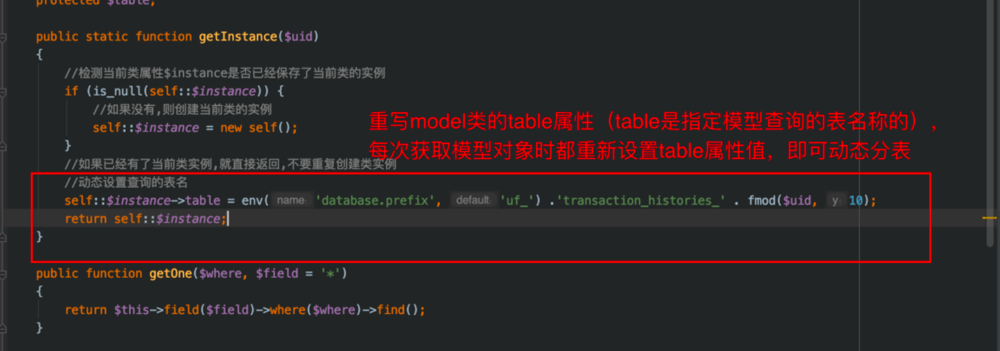 protected $table;
public static function getInstance($uid)
{
//检测当前类属性$instance是否已经保存了当前类的实例
if (is_null(self::$instance)) {
//如果没有,则创建当前类的实例
self::$instance = new self();
}
重写model类的table属性（table是指定模型查询的表名称的），
每次获取模型对象时都重新设置table属性值，即可动态分表
//如果已经有了当前类实例,就直接返回,不要重复创建类实例
//动态设置查询的表名
self::$instance->table = env( name: 'database.prefix', default: 'uf_') .'transaction_histories_' . fmod($uid, y: 10);
return self::$instance;
}
public function getOne($where, $field = '*')
{
return $this->field($field)->where($where)->find();
}